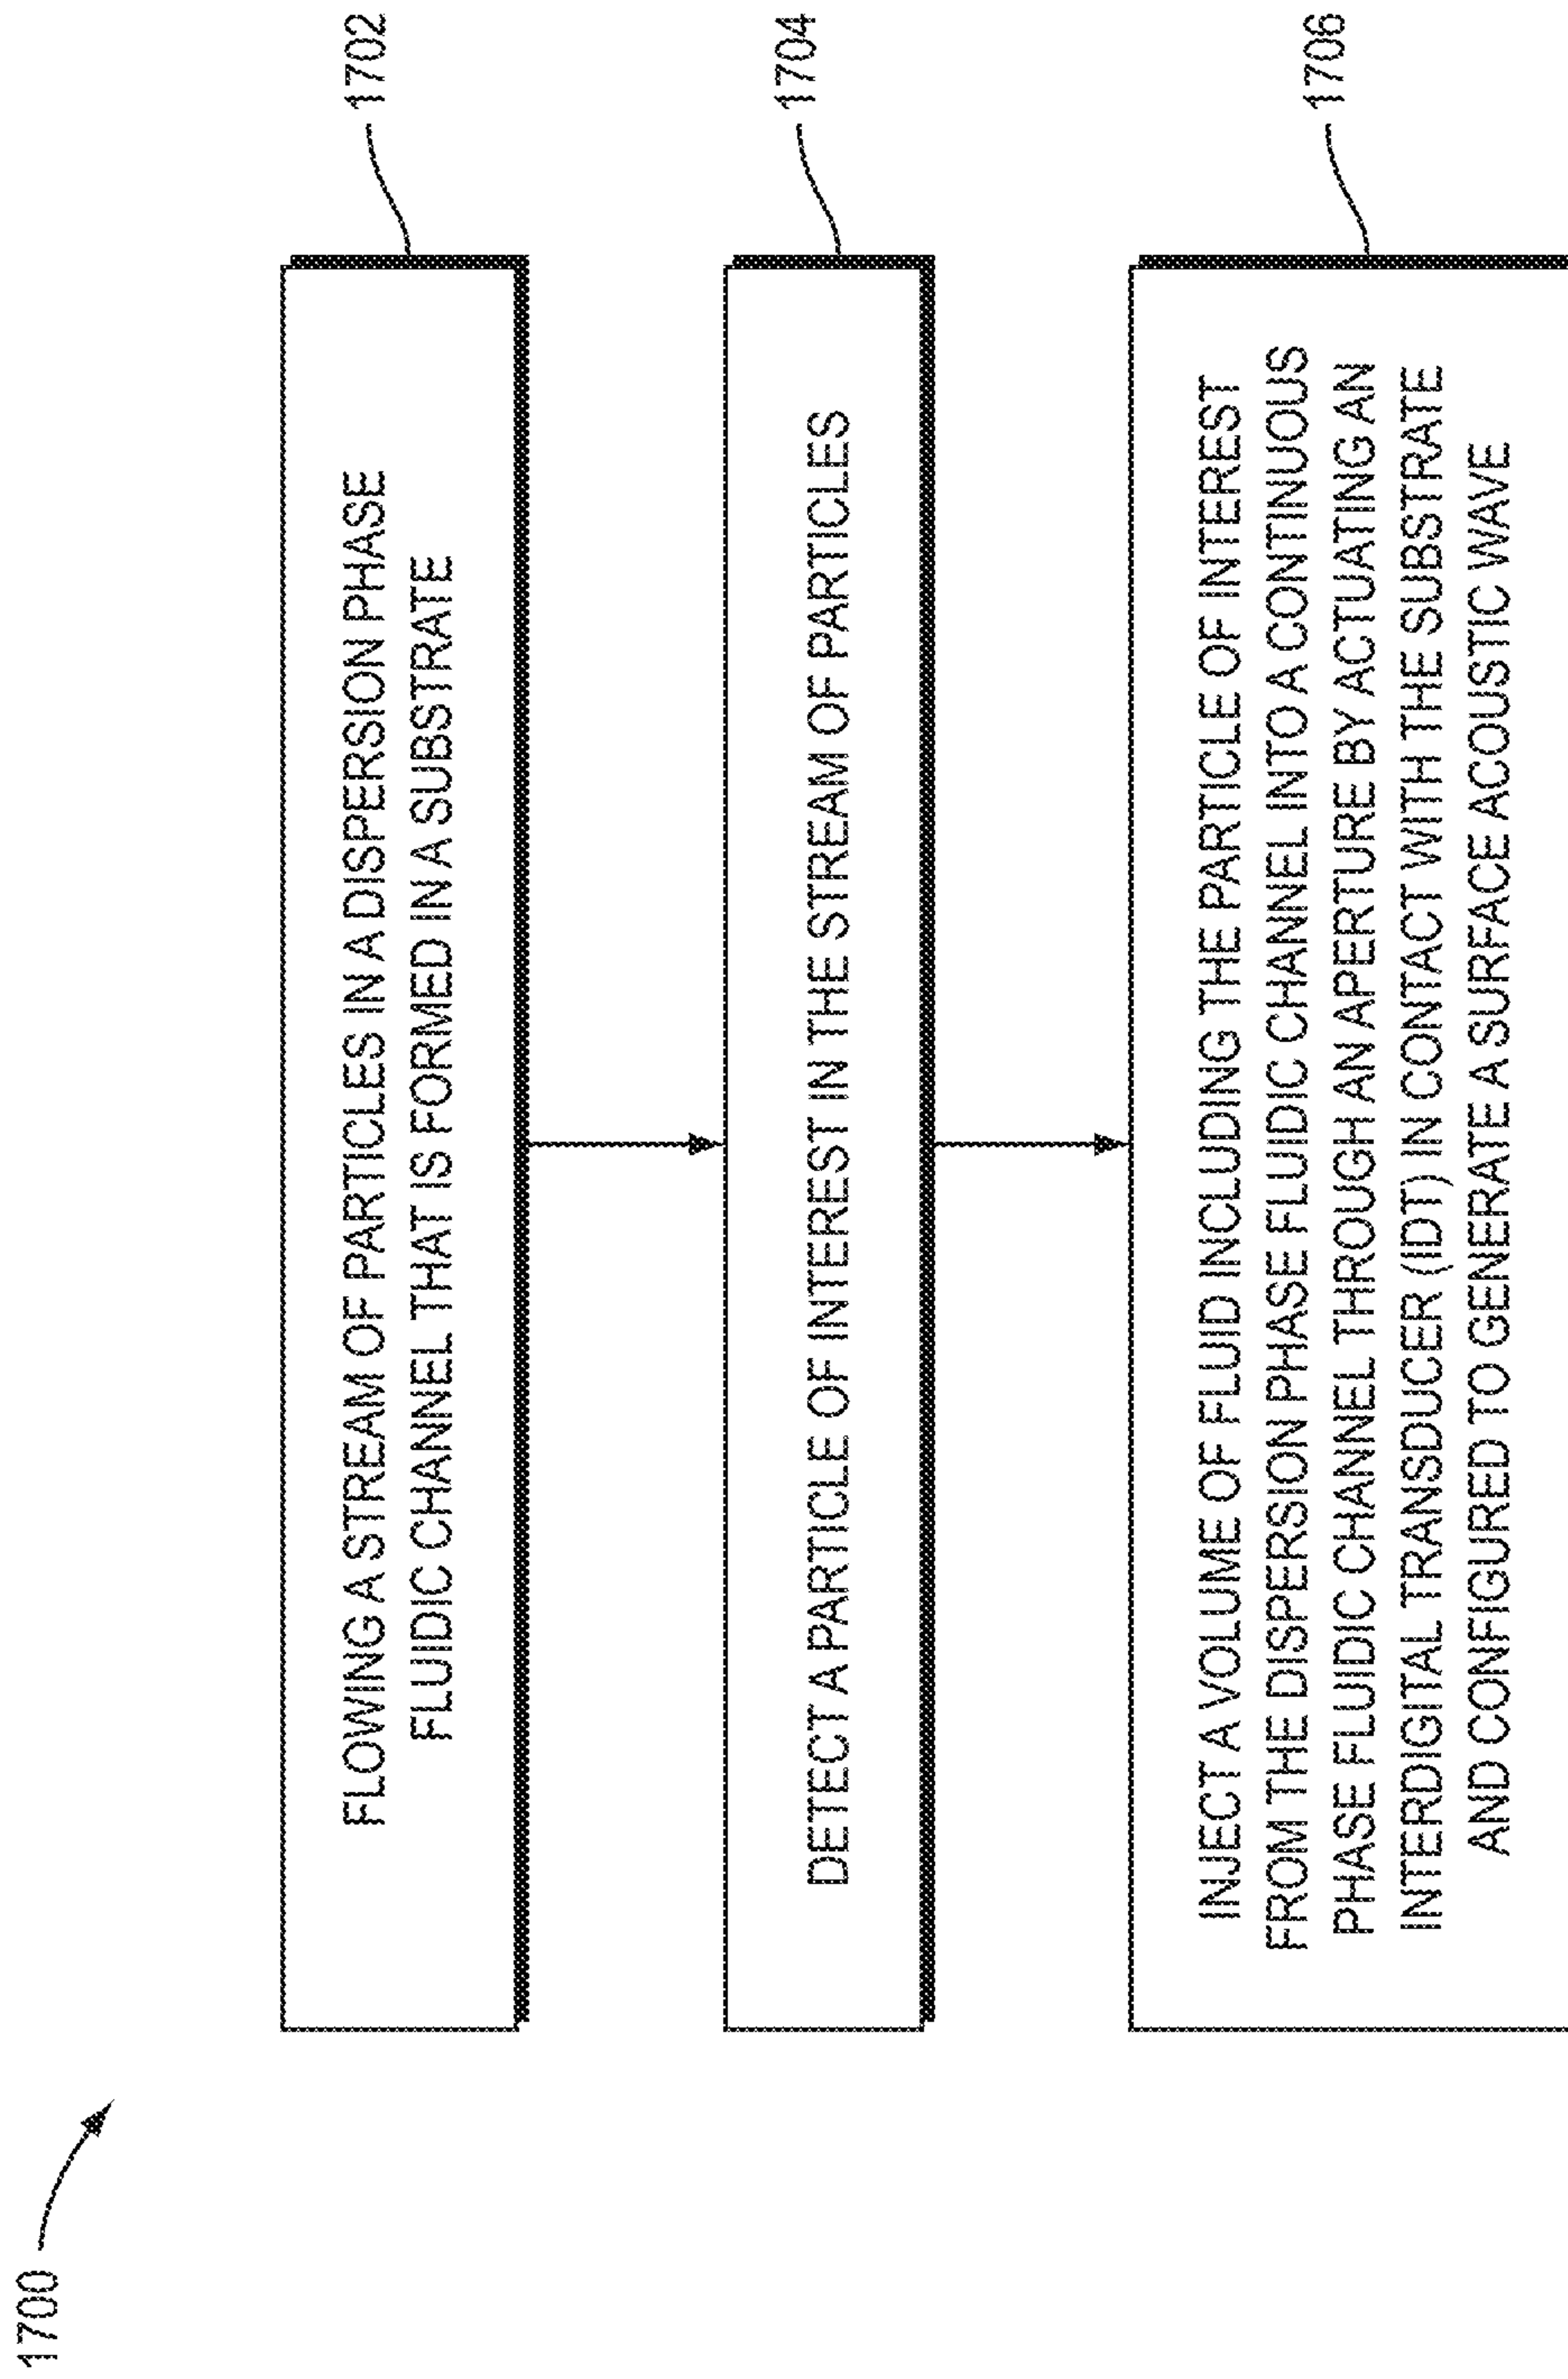 1700
FLOWING A STREAM OF PARTICLES IN A DISPERSION PHASE
FLUIDIC CHANNEL THAT IS FORMED IN A SUBSTRATE
1702
DETECT A PARTICLE OF INTEREST IN THE STREAM OF PARTICLES
1704
INJECT A VOLUME OF FLUID INCLUDING THE PARTICLE OF INTEREST
FROM THE DISPERSION PHASE FLUIDIC CHANNEL INTO A CONTINUOUS
PHASE FLUIDIC CHANNEL THROUGH AN APERTURE BY ACTUATING AN
INTERDIGITAL TRANSDUCER (IDT) IN CONTACT WITH THE SUBSTRATE
AND CONFIGURED TO GENERATE A SURFACE ACOUSTIC WAVE
1706